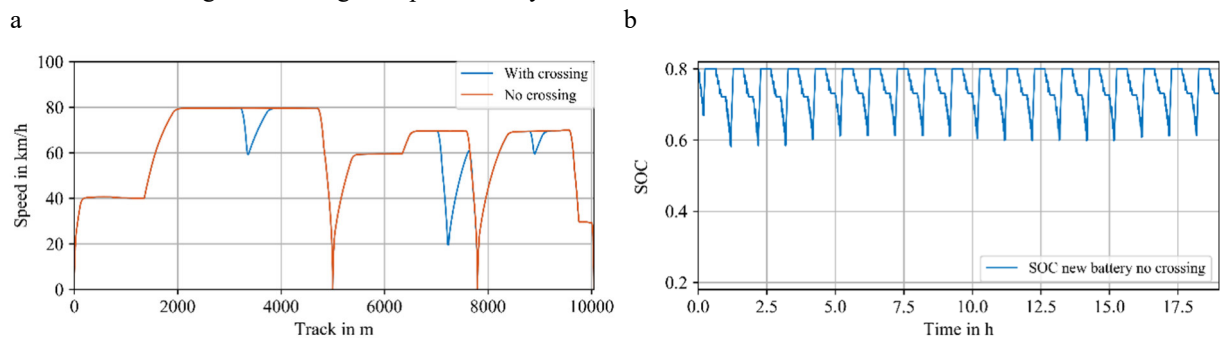 a
b
100
80
60
40
20
0
Speed in km/h
0 2000 4000 6000 8000 10000
Track in m
With crossing
No crossing
0.8
0.6
0.4
0.2
SOC
0.0 2.5 5.0 7.5 10.0 12.5 15.0 17.5
Time in h
SOC new battery no crossing